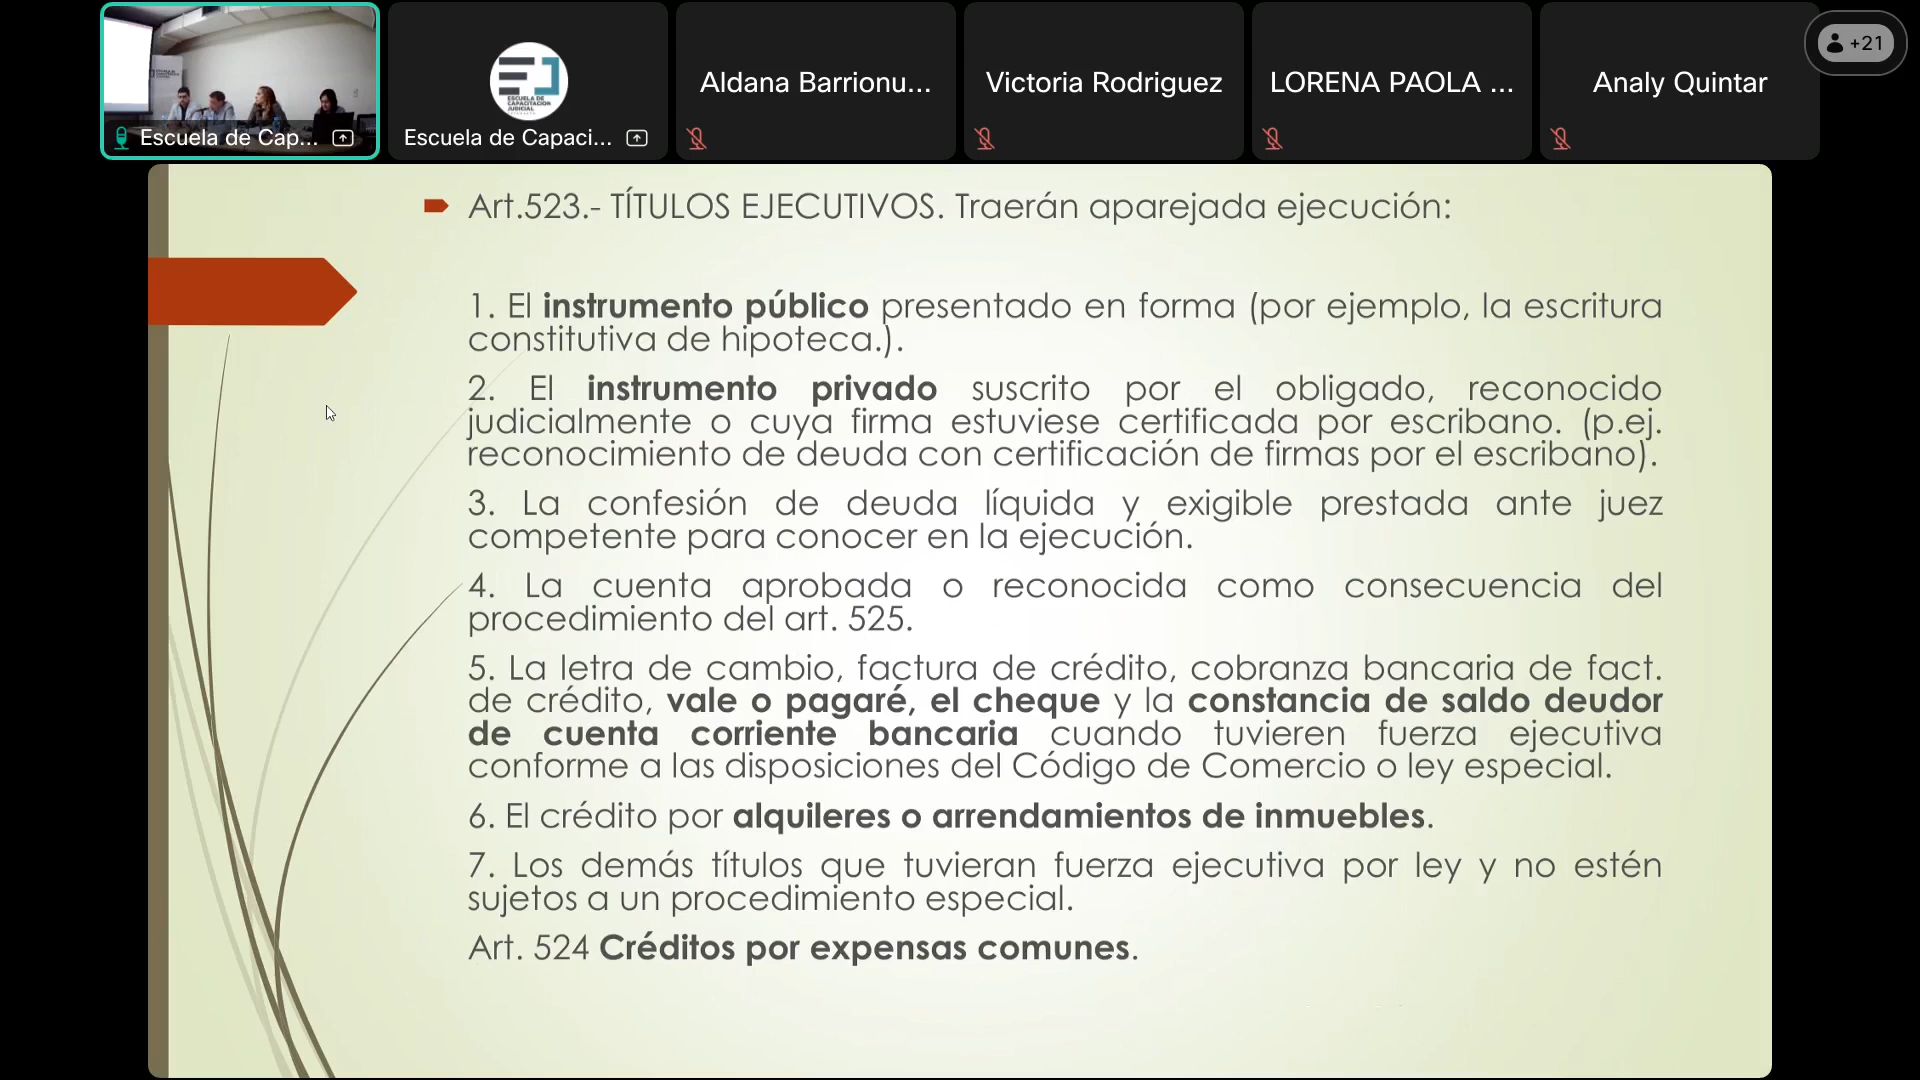 Escuela de Cap...
ESCUELA DE
CAPACITACION
JUDICIAL
Escuela de Capaci...
Aldana Barrionu...
Victoria Rodriguez
LORENA PAOLA ...
Analy Quintar
+21
Art.523.- TÍTULOS EJECUTIVOS. Traerán aparejada ejecución:
1. El instrumento público presentado en forma (por ejemplo, la escritura
constitutiva de hipoteca.).
2. El instrumento privado suscrito por el obligado, reconocido
judicialmente o cuya firma estuviese certificada por escribano. (p.ej.
reconocimiento de deuda con certificación de firmas por el escribano).
3. La confesión de deuda líquida y exigible prestada ante juez
competente para conocer en la ejecución.
4. La cuenta aprobada o reconocida como consecuencia del
procedimiento del art. 525.
5. La letra de cambio, factura de crédito, cobranza bancaria de fact.
de crédito, vale o pagaré, el cheque y la constancia de saldo deudor
de cuenta corriente bancaria cuando tuvieren fuerza ejecutiva
conforme a las disposiciones del Código de Comercio o ley especial.
6. El crédito por alquileres o arrendamientos de inmuebles.
7. Los demás títulos que tuvieran fuerza ejecutiva por ley y no estén
sujetos a un procedimiento especial.
Art. 524 Créditos por expensas comunes.